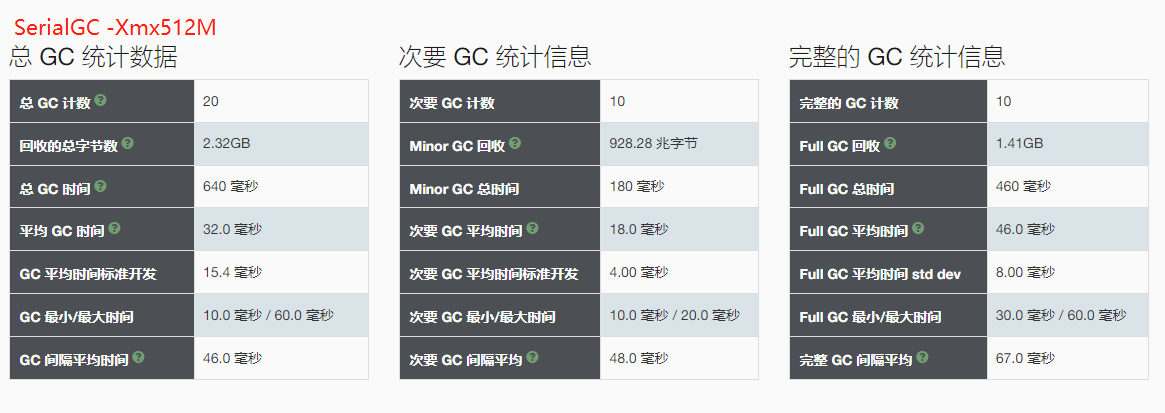 SerialGC -Xmx512M
总 GC 统计数据
总 GC 计数 20
回收的总字节数 2.32GB
总 GC 时间 640 毫秒
平均 GC 时间 32.0 毫秒
GC 平均时间标准开发 15.4 毫秒
GC 最小/最大时间 10.0 毫秒 / 60.0 毫秒
GC 间隔平均时间 46.0 毫秒
次要 GC 统计信息
次要 GC 计数 10
Minor GC 回收 928.28 兆字节
Minor GC 总时间 180 毫秒
次要 GC 平均时间 18.0 毫秒
次要 GC 平均时间标准开发 4.00 毫秒
次要 GC 最小/最大时间 10.0 毫秒 / 20.0 毫秒
次要 GC 间隔平均 48.0 毫秒
完整的 GC 统计信息
完整的 GC 计数 10
Full GC 回收 1.41GB
Full GC 总时间 460 毫秒
Full GC 平均时间 46.0 毫秒
Full GC 平均时间 std dev 8.00 毫秒
Full GC 最小/最大时间 30.0 毫秒 / 60.0 毫秒
完整 GC 间隔平均 67.0 毫秒